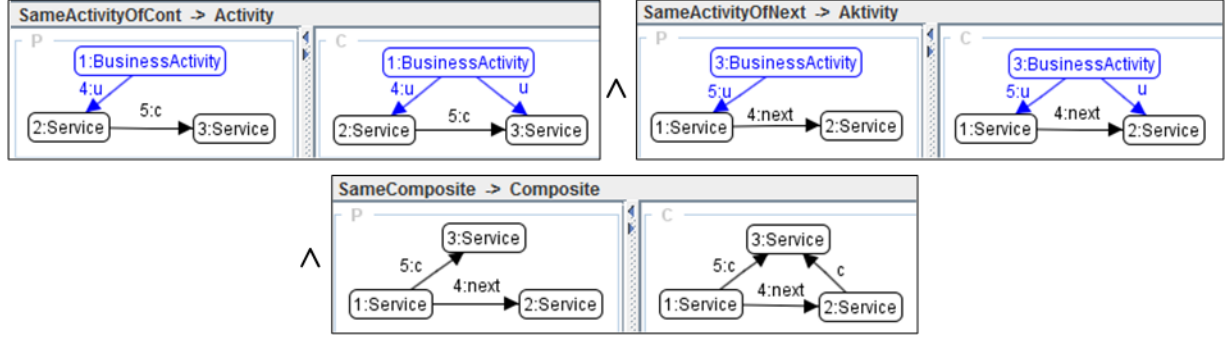 SameActivityOfCont -> Activity
P
1:BusinessActivity
4:u
5:c
2:Service
3:Service
C
1:BusinessActivity
4:u
u
5:c
2:Service
3:Service
∧
SameActivityOfNext -> Aktivity
P
3:BusinessActivity
5:u
4:next
1:Service
2:Service
C
3:BusinessActivity
5:u
u
4:next
1:Service
2:Service
∧
SameComposite -> Composite
P
3:Service
5:c
4:next
1:Service
2:Service
C
3:Service
5:c
c
4:next
1:Service
2:Service